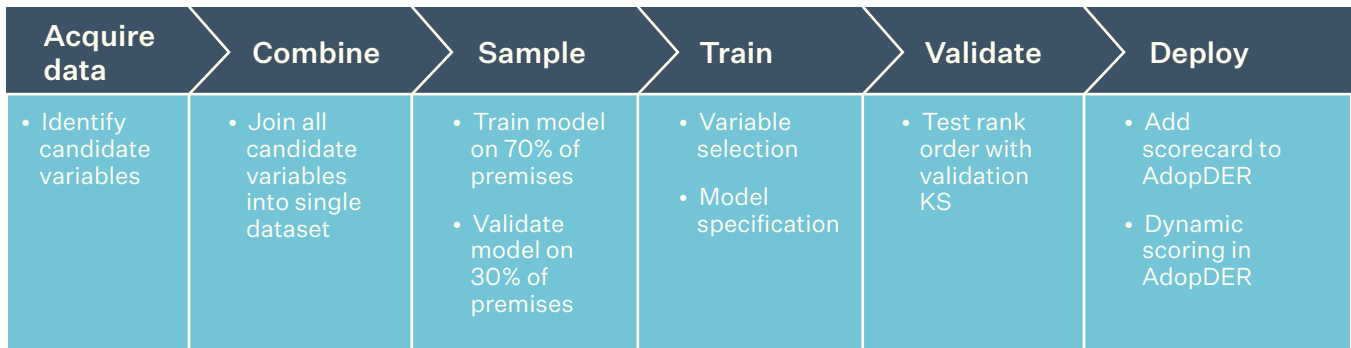 Acquire
data
Combine
Sample
Train
Validate
Deploy
• Identify
candidate
variables
• Join all
candidate
variables
into single
dataset
• Train model
on 70% of
premises
• Validate
model on
30% of
premises
• Variable
selection
• Model
specification
• Test rank
order with
validation
KS
• Add
scorecard to
AdopDER
• Dynamic
scoring in
AdopDER